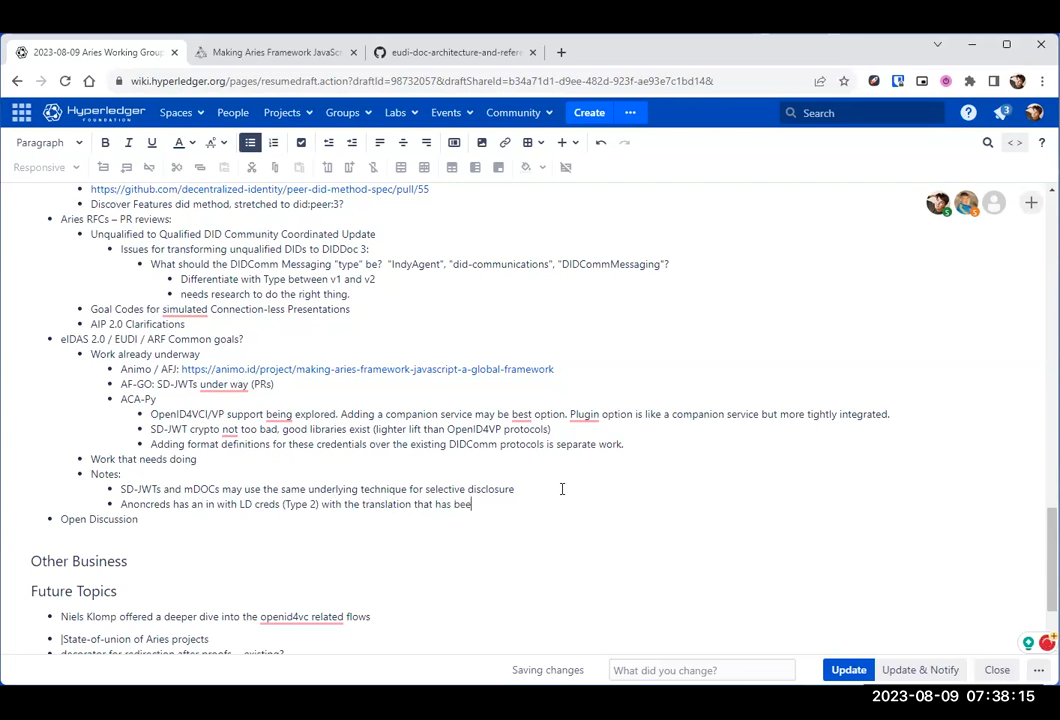 2023-08-09 Aries Working Group
Making Aries Framework JavaScr
eudi-doc-architecture-and-refere
wiki.hyperledger.org/pages/resumedraft.action?draftId=98732057&draftShareId=b34a71d1-d9ee-482d-923f-ae93e7c1bd14&
HYPERLEDGER FOUNDATION Spaces People Projects Groups Labs Events Community Create Search 3
Paragraph B I U A
Responsive
https://github.com/decentralized-identity/peer-did-method-spec/pull/55
Discover Features did method, stretched to did:peer:3?
Aries RFCs – PR reviews:
Unqualified to Qualified DID Community Coordinated Update
Issues for transforming unqualified DIDs to DIDDoc 3:
What should the DIDComm Messaging "type" be?  "IndyAgent", "did-communications", "DIDCommMessaging"?
Differentiate with Type between v1 and v2
needs research to do the right thing.
Goal Codes for simulated Connection-less Presentations
AIP 2.0 Clarifications
eIDAS 2.0 / EUDI / ARF Common goals?
Work already underway
Animo / AFJ: https://animo.id/project/making-aries-framework-javascript-a-global-framework
AF-GO: SD-JWTs under way (PRs)
ACA-Py
OpenID4VCI/VP support being explored. Adding a companion service may be best option. Plugin option is like a companion service but more tightly integrated.
SD-JWT crypto not too bad, good libraries exist (lighter lift than OpenID4VP protocols)
Adding format definitions for these credentials over the existing DIDComm protocols is separate work.
Work that needs doing
Notes:
SD-JWTs and mDOCs may use the same underlying technique for selective disclosure
Anoncreds has an in with LD creds (Type 2) with the translation that has bee
Open Discussion
Other Business
Future Topics
Niels Klomp offered a deeper dive into the openid4vc related flows
|State-of-union of Aries projects
decorator for redirection after proofs – existing?
Saving changes What did you change? Update Update & Notify Close
2023-08-09 07:38:15